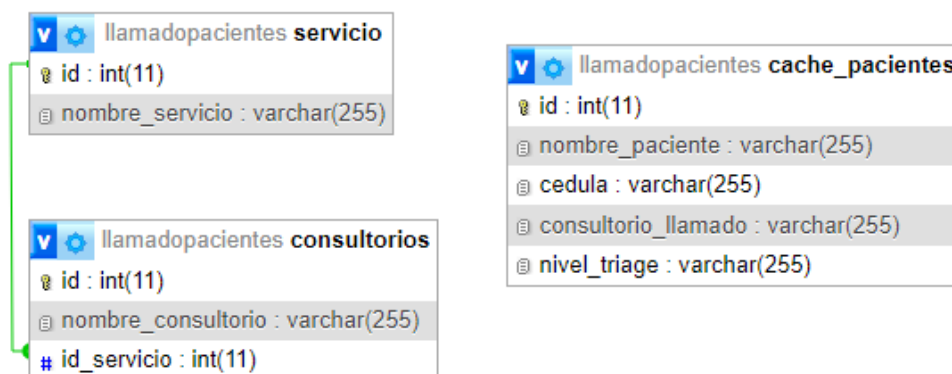 llamadopacientes servicio
id : int(11)
nombre_servicio : varchar(255)
llamadopacientes consultorios
id : int(11)
nombre_consultorio : varchar(255)
# id_servicio : int(11)
llamadopacientes cache_pacientes
id : int(11)
nombre_paciente : varchar(255)
cedula : varchar(255)
consultorio_llamado : varchar(255)
nivel_triage : varchar(255)